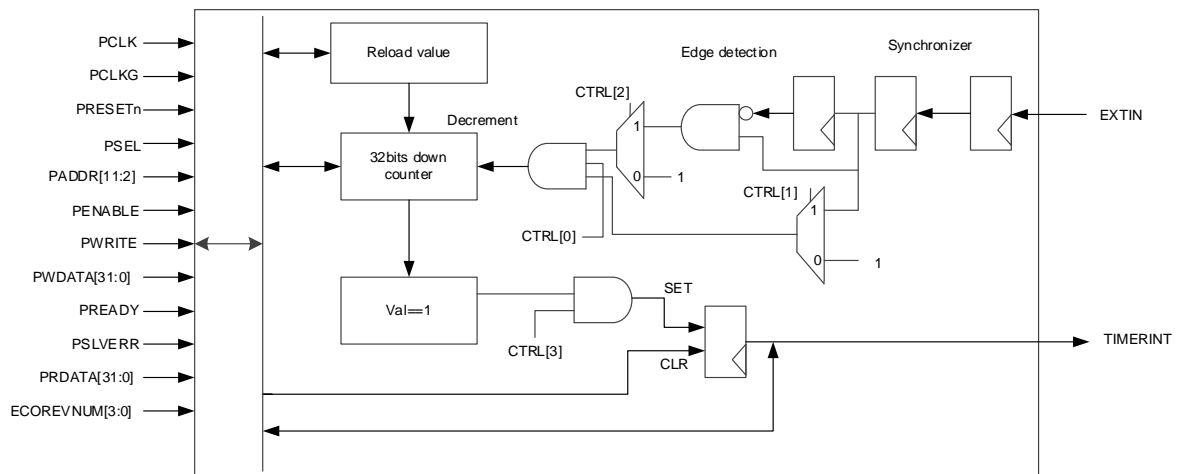 PCLK
PCLKG
PRESETn
PSEL
PADDR[11:2]
PENABLE
PWRITE
PWDATA[31:0]
PREADY
PSLVERR
PRDATA[31:0]
ECOREVNUM[3:0]
Reload value
Decrement
32bits down
counter
Val==1
Edge detection
Synchronizer
CTRL[2]
1
0
1
CTRL[1]
1
0
1
CTRL[0]
CTRL[3]
SET
CLR
EXTIN
TIMERINT